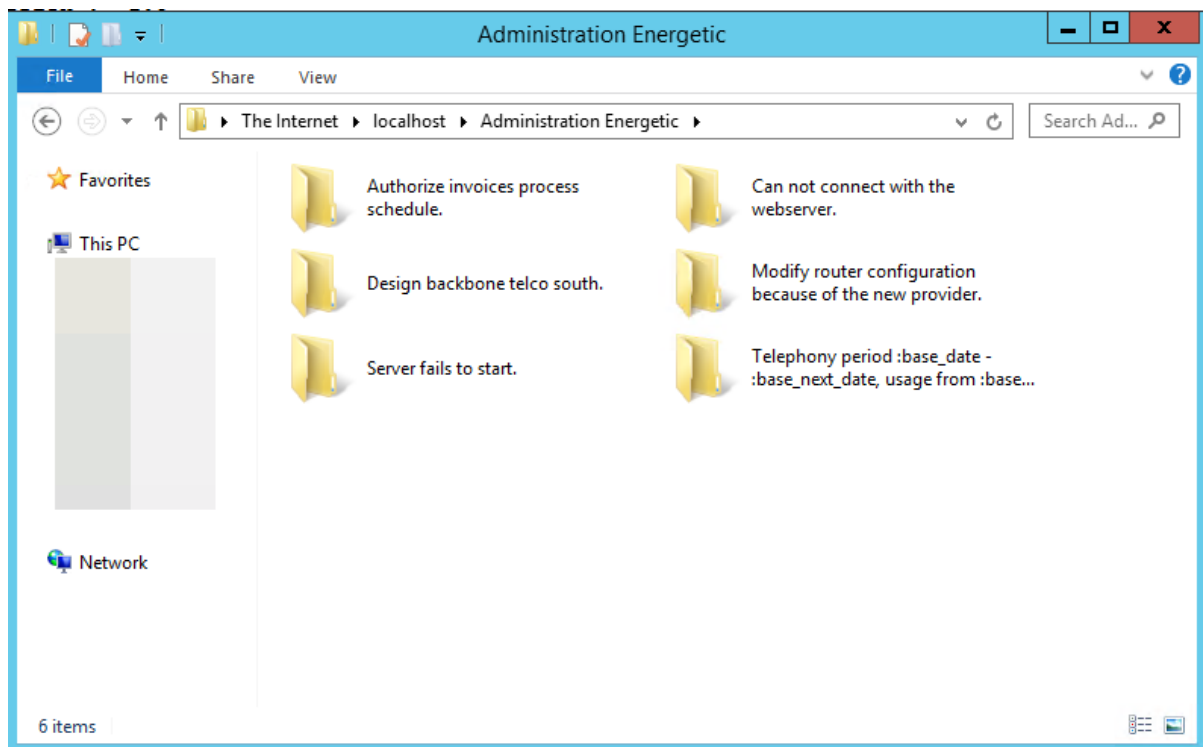 Administration Energetic
File Home Share View
The Internet localhost Administration Energetic Search Ad...
Favorites
This PC
Network
Authorize invoices process
schedule.
Can not connect with the
webserver.
Design backbone telco south.
Modify router configuration
because of the new provider.
Server fails to start.
Telephony period :base_date -
:base_next_date, usage from :base...
6 items